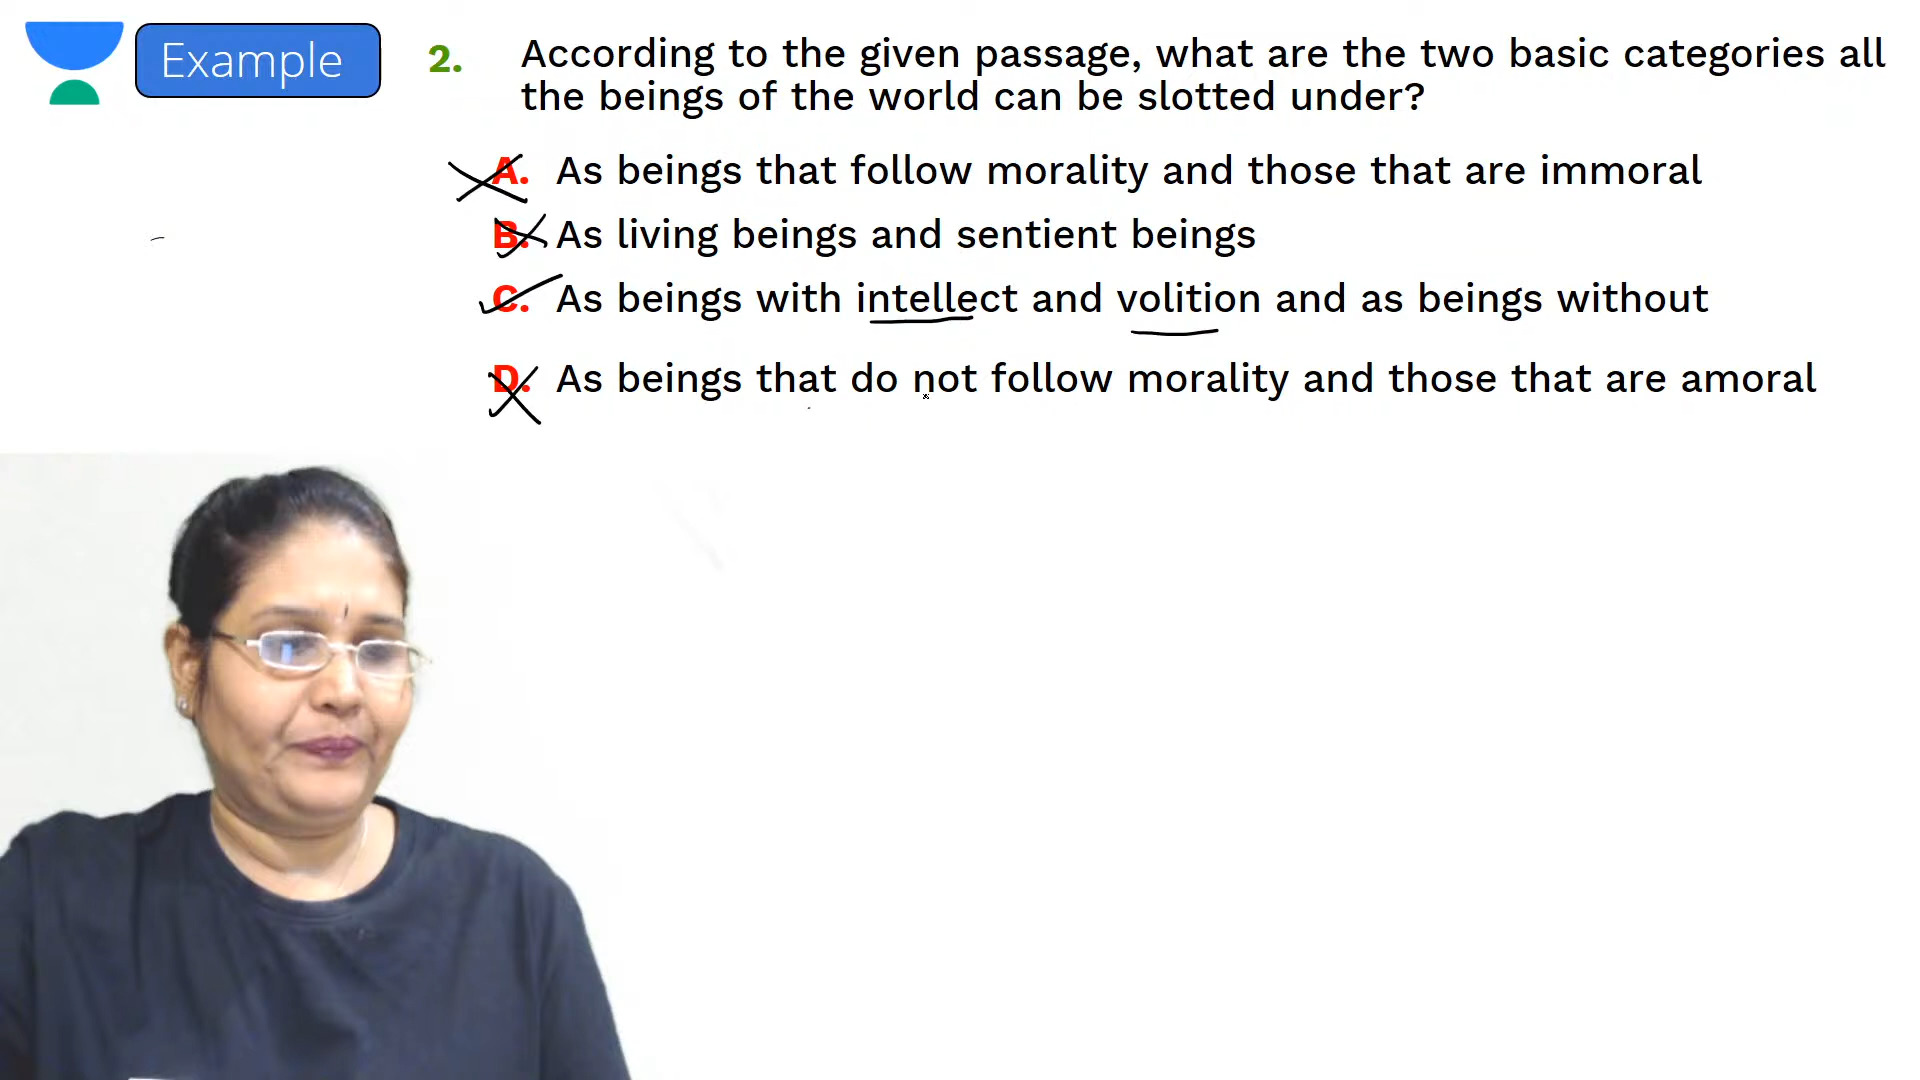 Example
2. According to the given passage, what are the two basic categories all
the beings of the world can be slotted under?
A. As beings that follow morality and those that are immoral
B. As living beings and sentient beings
C. As beings with intellect and volition and as beings without
D. As beings that do not follow morality and those that are amoral